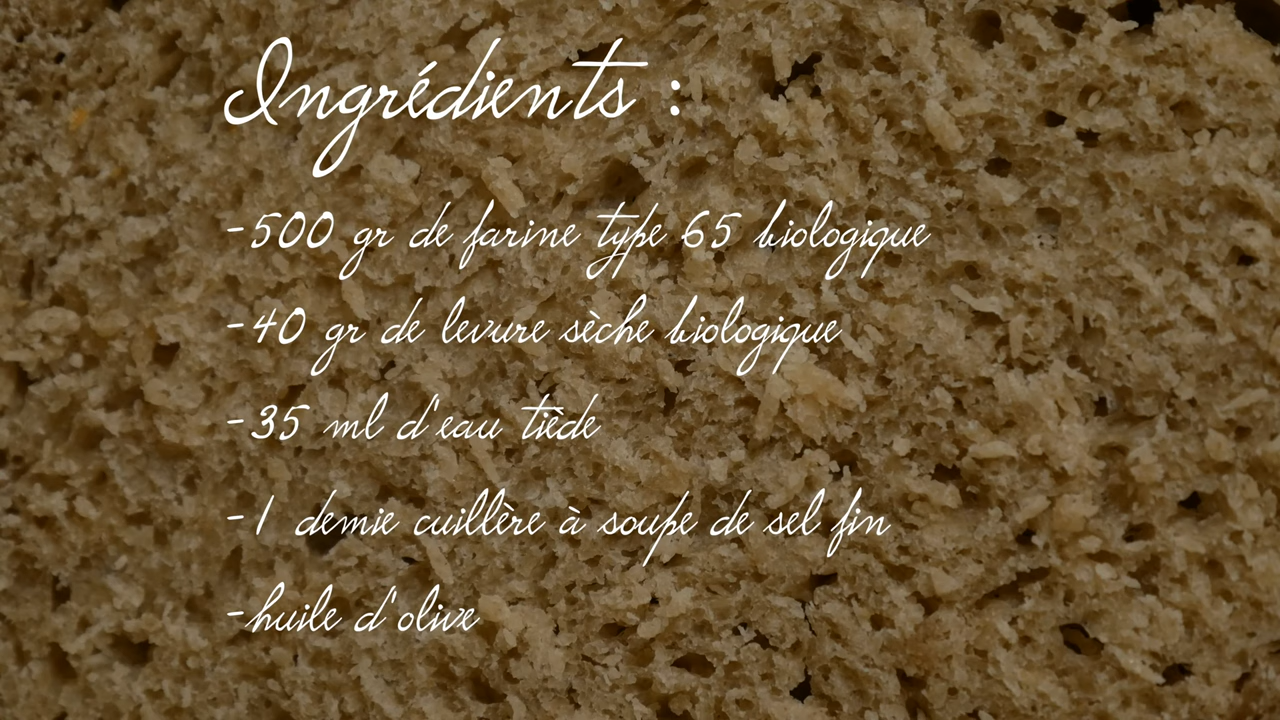 Ingrédients :
-500 gr de farine type 65 biologique
-40 gr de levure sèche biologique
-35 ml d'eau tiède
-1 demie cuillère à soupe de sel fin
-huile d'olive